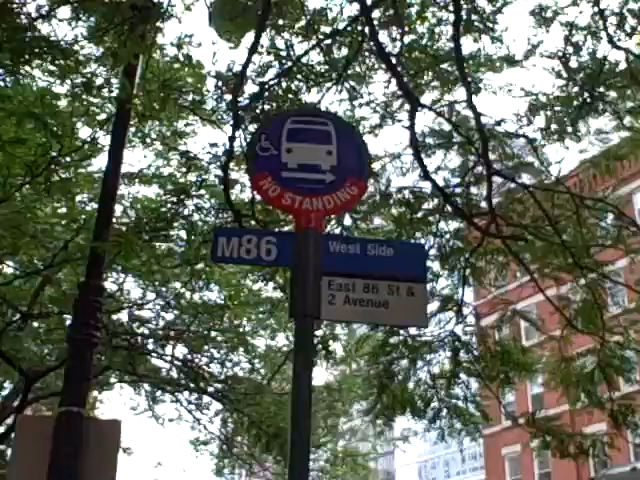 NO STANDING
M86
West Side
East 86 St &
2 Avenue